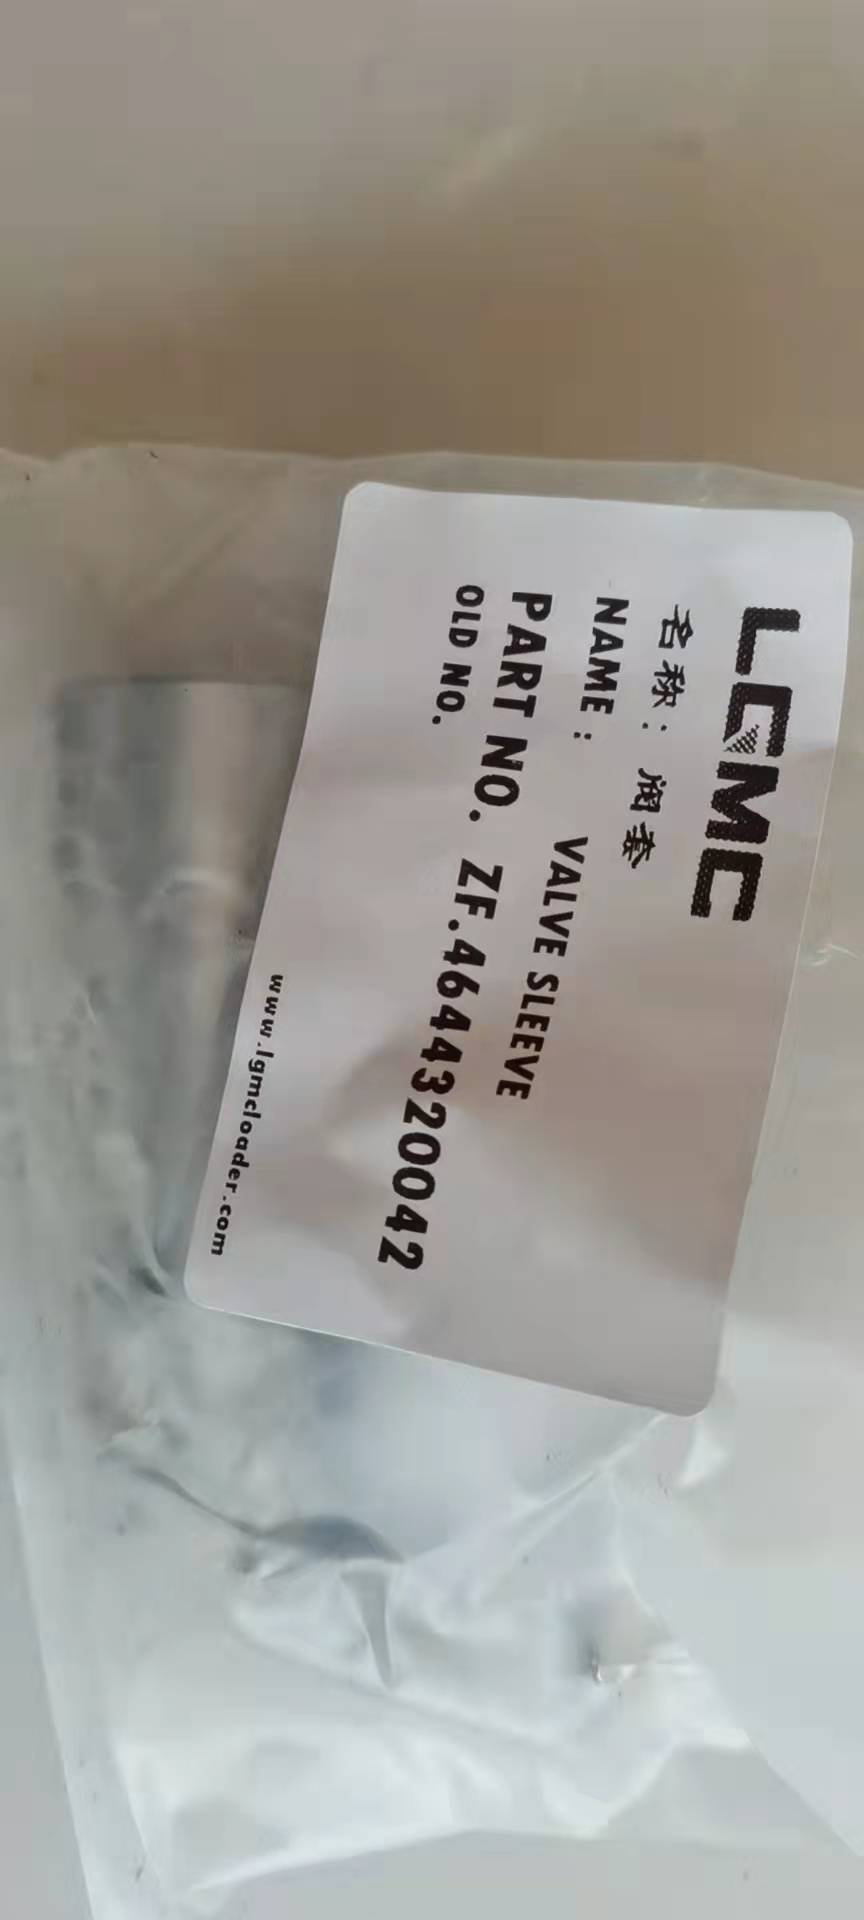 LGMC
名称：阀套
NAME： VALVE SLEEVE
PART NO. ZF.4644320042
OLD NO.
www.lgmcloader.com